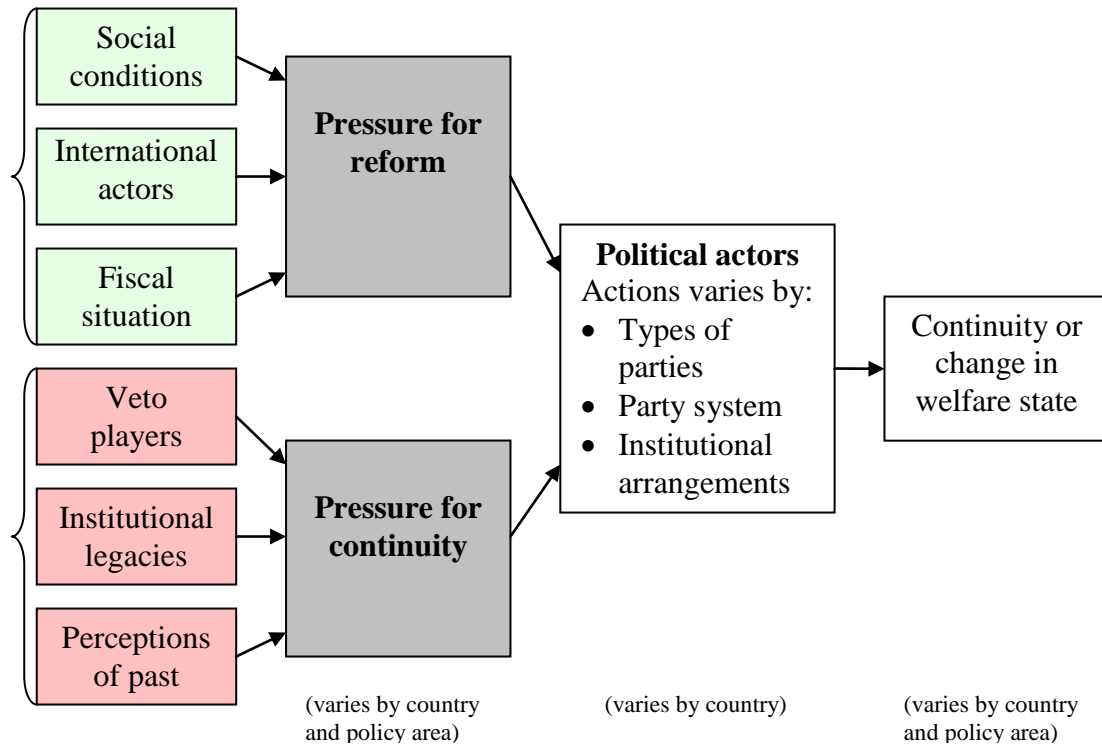 Social
conditions
International
actors
Fiscal
situation
Veto
players
Institutional
legacies
Perceptions
of past
Pressure for
reform
Pressure for
continuity
(varies by country
and policy area)
Political actors
Actions varies by:
• Types of
parties
• Party system
• Institutional
arrangements
(varies by country)
Continuity or
change in
welfare state
(varies by country
and policy area)